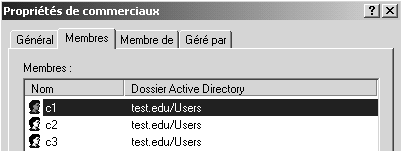 Propriétés de commerciaux
Général Membres Membre de Géré par
Membres :
Nom Dossier Active Directory
c1 test.edu/Users
c2 test.edu/Users
c3 test.edu/Users